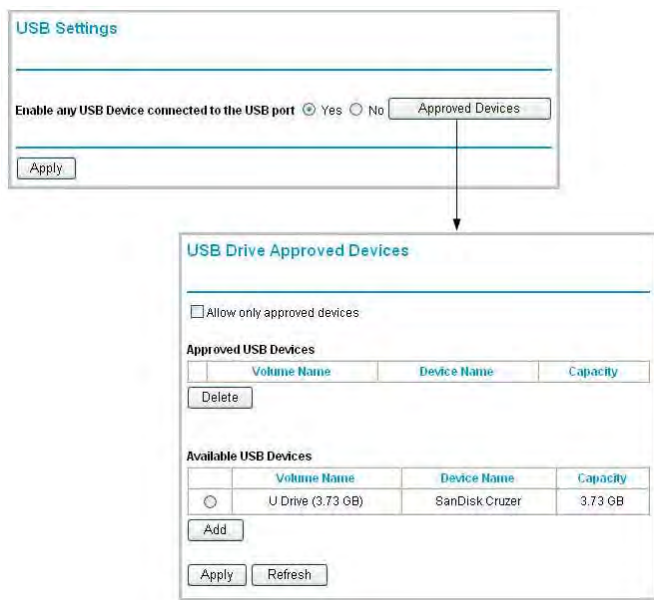 USB Settings
Enable any USB Device connected to the USB port Yes No Approved Devices
Apply
USB Drive Approved Devices
Allow only approved devices
Approved USB Devices
Volume Name Device Name Capacity
Delete
Available USB Devices
Volume Name Device Name Capacity
U Drive (3.73 GB) SanDisk Cruzer 3.73 GB
Add
Apply Refresh